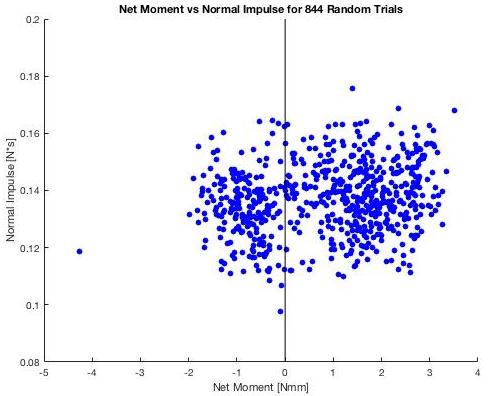 Net Moment vs Normal Impulse for 844 Random Trials
0.2
0.18
0.16
0.14
0.12
0.1
0.08
Normal Impulse [N*s]
-5 -4 -3 -2 -1 0 1 2 3 4
Net Moment [Nmm]